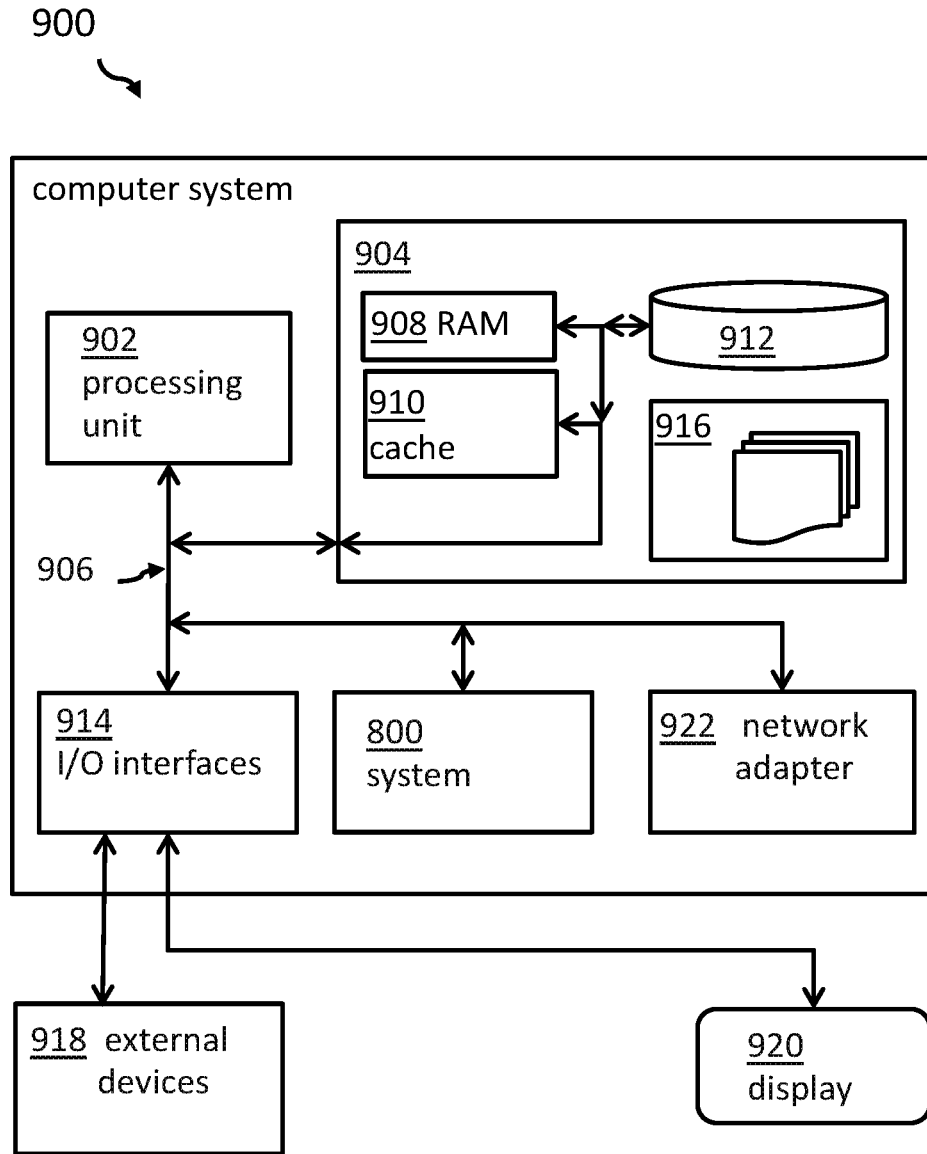 900
computer system
904
908 RAM
912
902
processing
unit
910
cache
916
906
914
I/O interfaces
800
system
922 network
adapter
918 external
devices
920
display